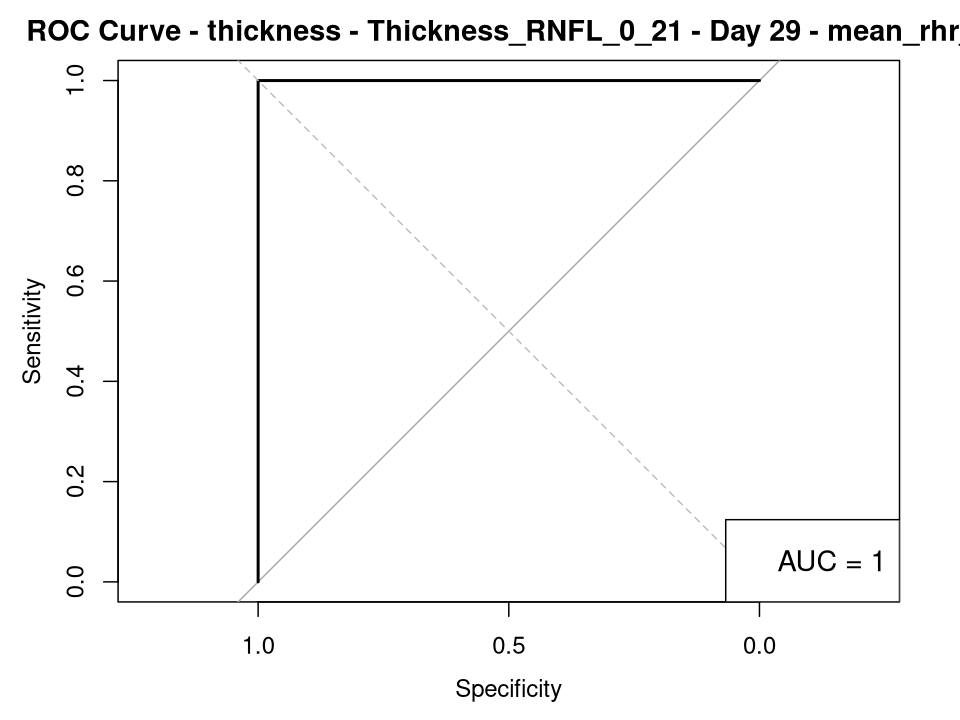 ROC Curve - thickness - Thickness_RNFL_0_21 - Day 29 - mean_rhr_
1.0
0.8
0.6
0.4
0.2
0.0
Sensitivity
AUC = 1
1.0 0.5 0.0
Specificity